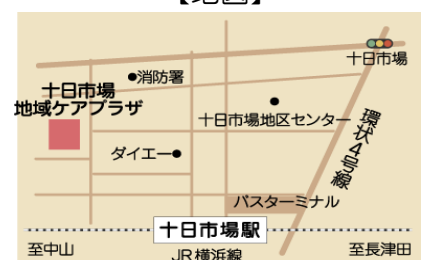 【地図】
十日市場
●消防署
十日市場
地域ケアプラザ
十日市場地区センター
環状4号線
ダイエー●
バスターミナル
十日市場駅
至中山
JR横浜線
至長津田